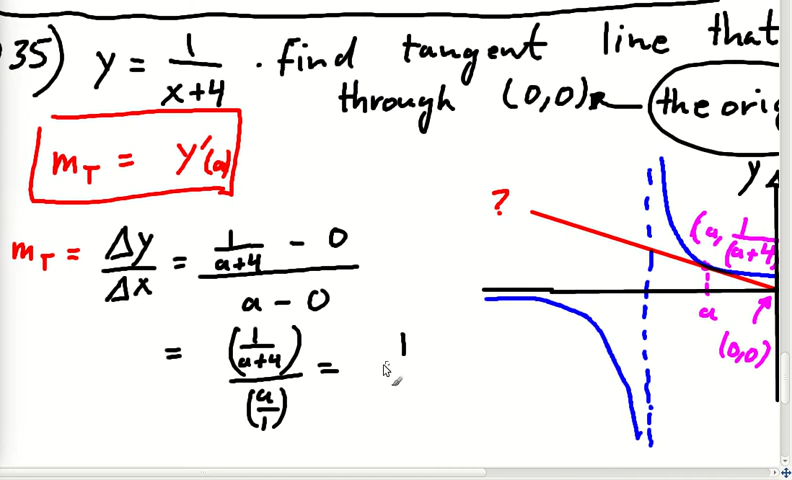 35) y = 1/(x+4) . find tangent line that
through (0,0) the orig
m_T = y'(a)
y
?
(a, 1/(a+4)
m_T = Δy/Δx = (1/(a+4) - 0)/(a - 0)
a
(0,0)
= (1/(a+4))/(a/1) = 1